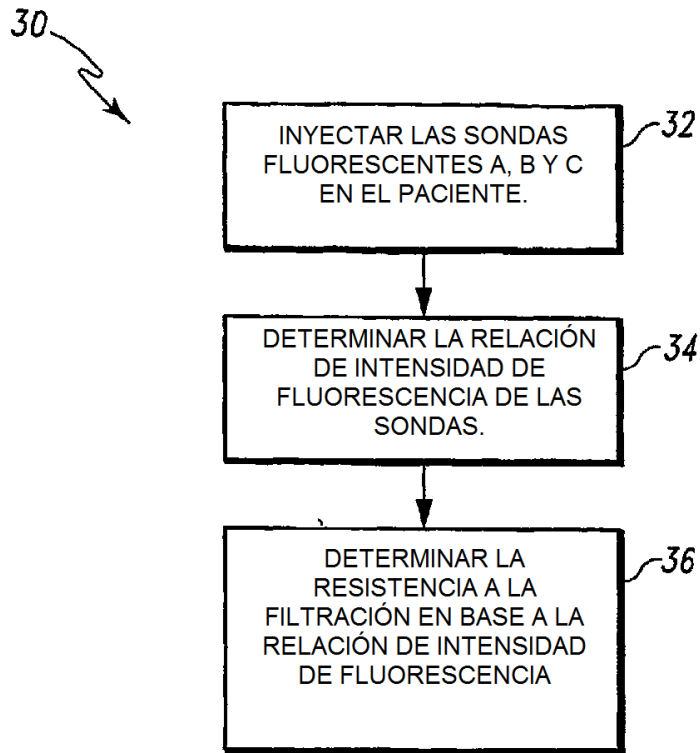 30
INYECTAR LAS SONDAS
FLUORESCENTES A, B Y C
EN EL PACIENTE.
32
DETERMINAR LA RELACIÓN
DE INTENSIDAD DE
FLUORESCENCIA DE LAS
SONDAS.
34
DETERMINAR LA
RESISTENCIA A LA
FILTRACIÓN EN BASE A LA
RELACIÓN DE INTENSIDAD
DE FLUORESCENCIA
36